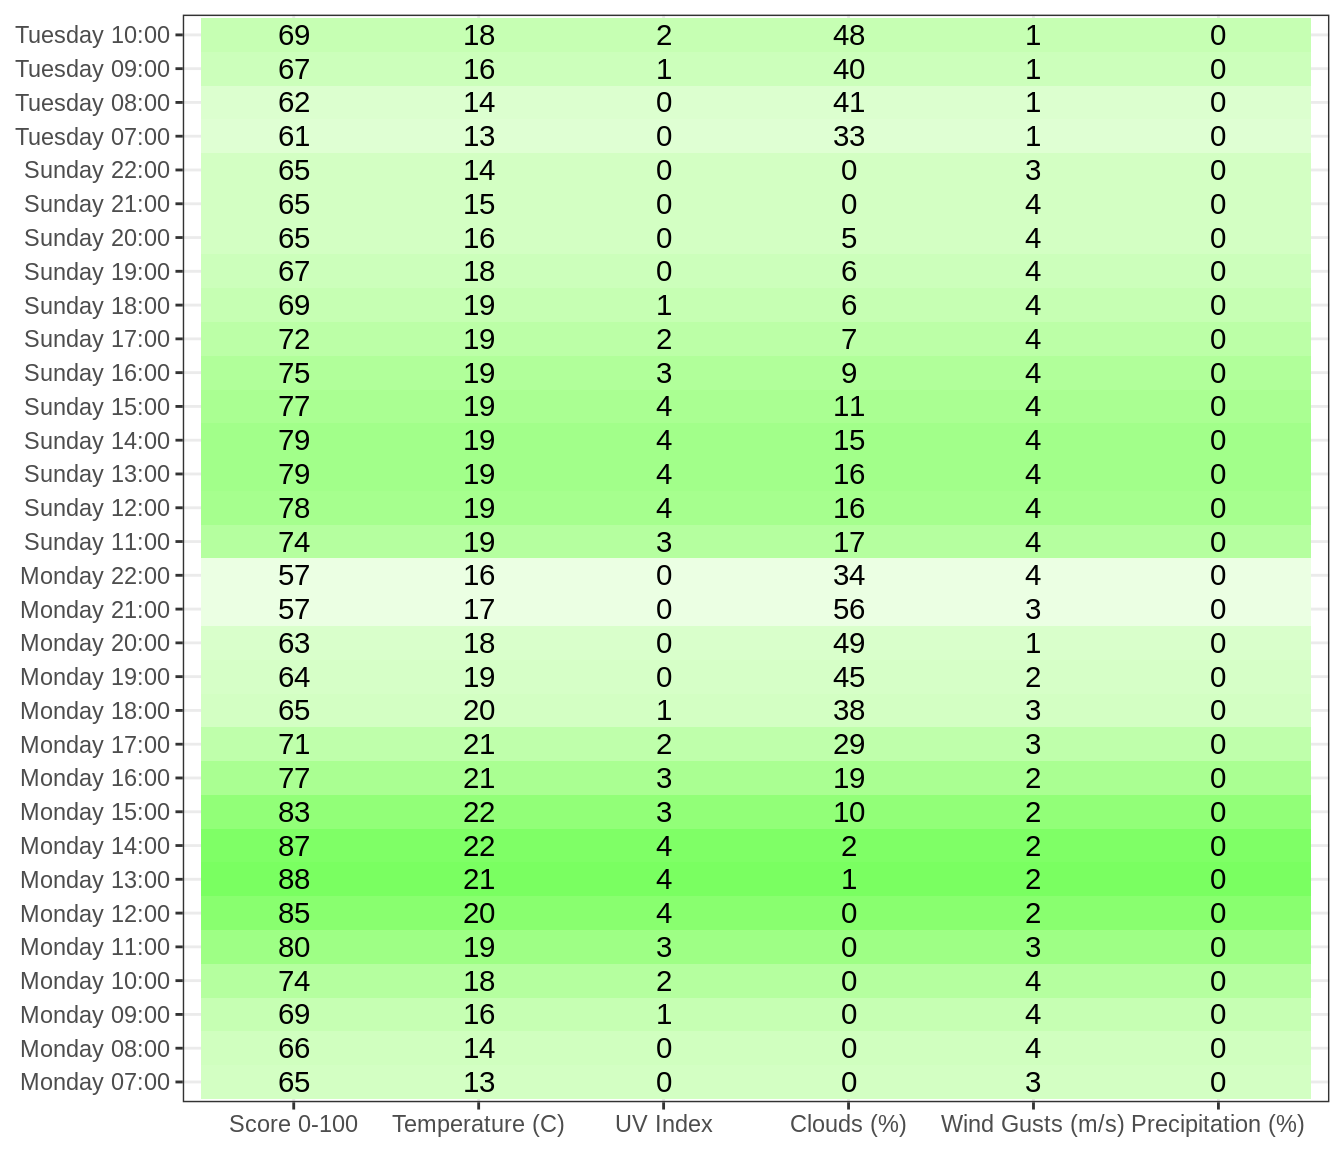 Tuesday 10:00 69 18 2 48 1 0
Tuesday 09:00 67 16 1 40 1 0
Tuesday 08:00 62 14 0 41 1 0
Tuesday 07:00 61 13 0 33 1 0
Sunday 22:00 65 14 0 0 3 0
Sunday 21:00 65 15 0 0 4 0
Sunday 20:00 65 16 0 5 4 0
Sunday 19:00 67 18 0 6 4 0
Sunday 18:00 69 19 1 6 4 0
Sunday 17:00 72 19 2 7 4 0
Sunday 16:00 75 19 3 9 4 0
Sunday 15:00 77 19 4 11 4 0
Sunday 14:00 79 19 4 15 4 0
Sunday 13:00 79 19 4 16 4 0
Sunday 12:00 78 19 4 16 4 0
Sunday 11:00 74 19 3 17 4 0
Monday 22:00 57 16 0 34 4 0
Monday 21:00 57 17 0 56 3 0
Monday 20:00 63 18 0 49 1 0
Monday 19:00 64 19 0 45 2 0
Monday 18:00 65 20 1 38 3 0
Monday 17:00 71 21 2 29 3 0
Monday 16:00 77 21 3 19 2 0
Monday 15:00 83 22 3 10 2 0
Monday 14:00 87 22 4 2 2 0
Monday 13:00 88 21 4 1 2 0
Monday 12:00 85 20 4 0 2 0
Monday 11:00 80 19 3 0 3 0
Monday 10:00 74 18 2 0 4 0
Monday 09:00 69 16 1 0 4 0
Monday 08:00 66 14 0 0 4 0
Monday 07:00 65 13 0 0 3 0
Score 0-100 Temperature (C) UV Index Clouds (%) Wind Gusts (m/s) Precipitation (%)